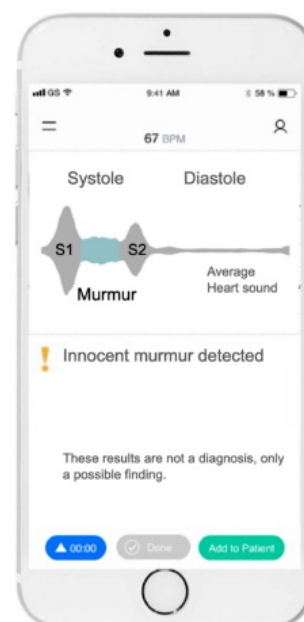 GS 9:41 AM 58 %
67 BPM
Systole Diastole
S1 S2
Murmur
Average
Heart sound
! Innocent murmur detected
These results are not a diagnosis, only
a possible finding.
00:00 Done Add to Patient